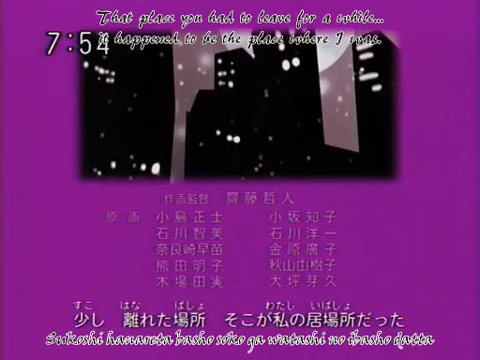 That place you had to leave for a while...
it happened to be the place where I was.
7:54
作画監督 齋藤哲人
原画 小島正士 小坂知子
石川智美 石川洋一
奈良崎早苗 金原廣子
熊田明子 秋山由樹子
木場田実 大坪芽久
すこ はな ばしょ わたし いばしょ
少し 離れた場所 そこが私の居場所だった
Sukoshi hanareta basho soko ga watashi no ibasho datta